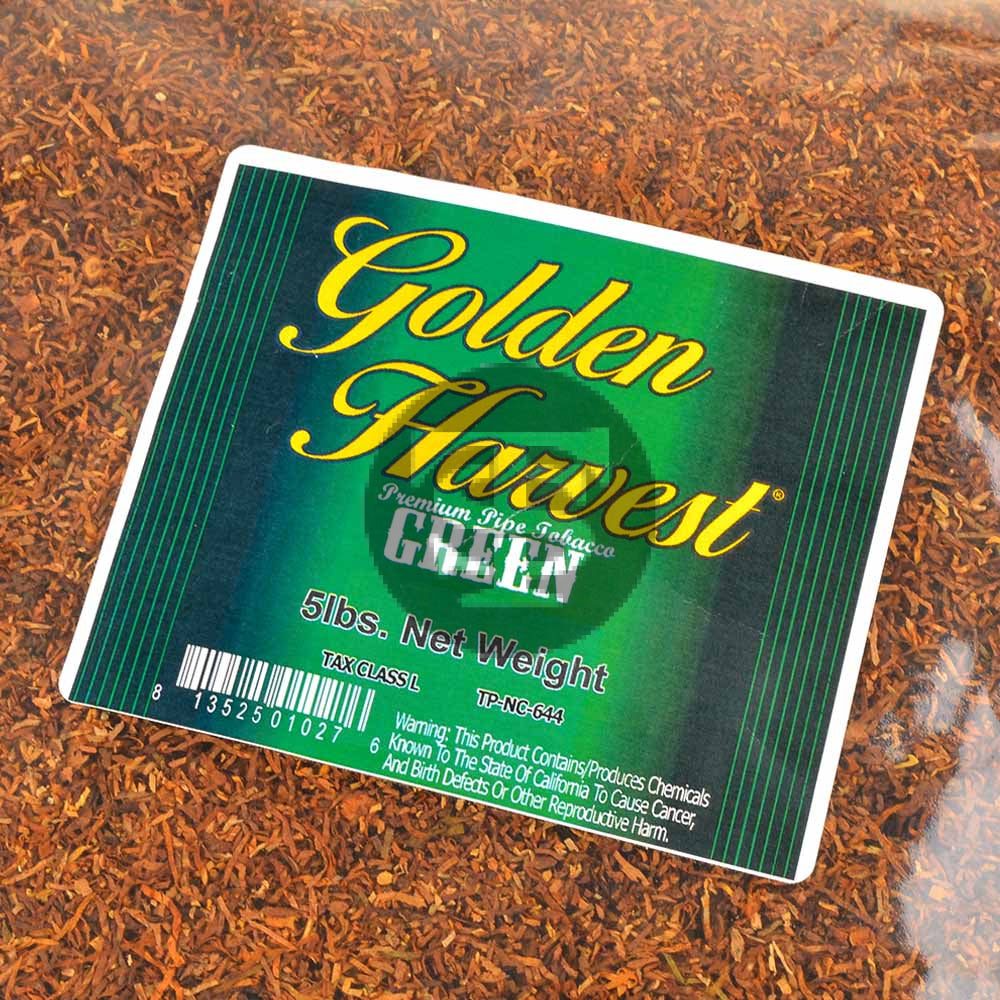 Golden
Harvest®
Premium Pipe Tobacco
GREEN
5lbs. Net Weight
TAX CLASS L TP-NC-644
8 13525 01027 6
Warning: This Product Contains/Produces Chemicals
Known To The State Of California To Cause Cancer,
And Birth Defects Or Other Reproductive Harm.